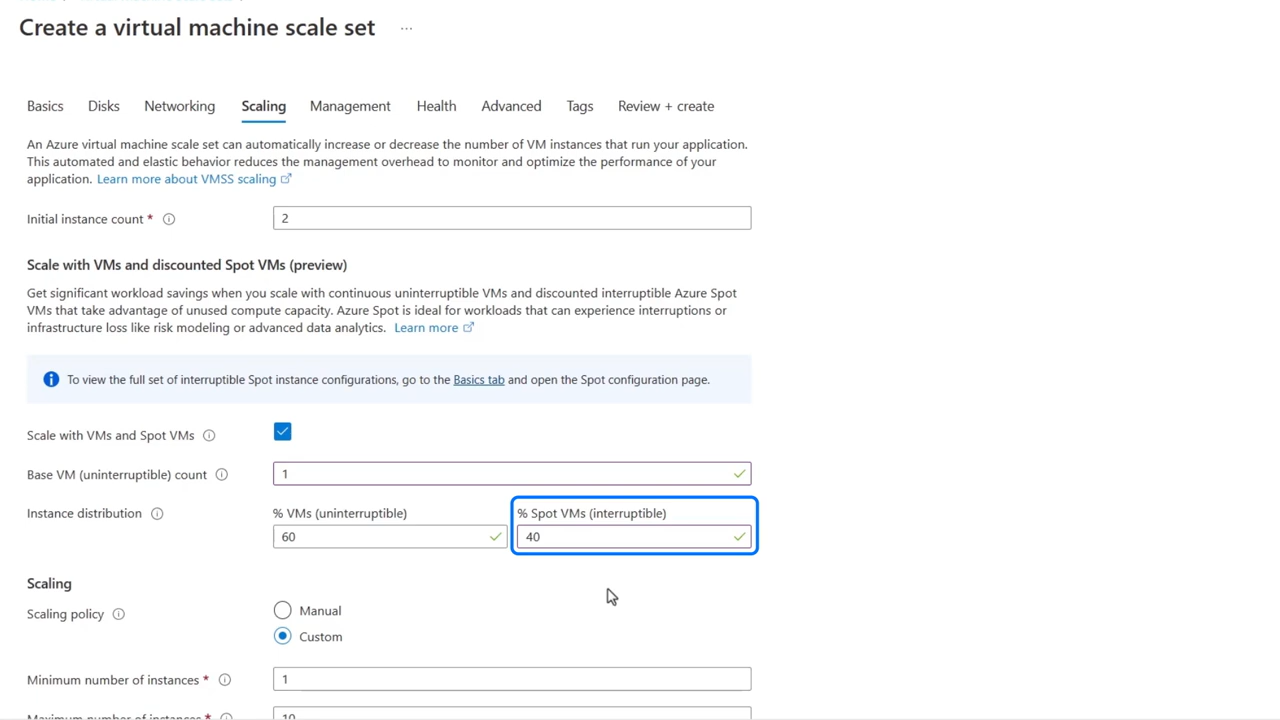 Create a virtual machine scale set ...
Basics Disks Networking Scaling Management Health Advanced Tags Review + create
An Azure virtual machine scale set can automatically increase or decrease the number of VM instances that run your application.
This automated and elastic behavior reduces the management overhead to monitor and optimize the performance of your
application. Learn more about VMSS scaling
Initial instance count * 2
Scale with VMs and discounted Spot VMs (preview)
Get significant workload savings when you scale with continuous uninterruptible VMs and discounted interruptible Azure Spot
VMs that take advantage of unused compute capacity. Azure Spot is ideal for workloads that can experience interruptions or
infrastructure loss like risk modeling or advanced data analytics. Learn more
To view the full set of interruptible Spot instance configurations, go to the Basics tab and open the Spot configuration page.
Scale with VMs and Spot VMs
Base VM (uninterruptible) count 1
Instance distribution % VMs (uninterruptible) % Spot VMs (interruptible)
60 40
Scaling
Scaling policy Manual
Custom
Minimum number of instances * 1
Maximum number of instances * 10